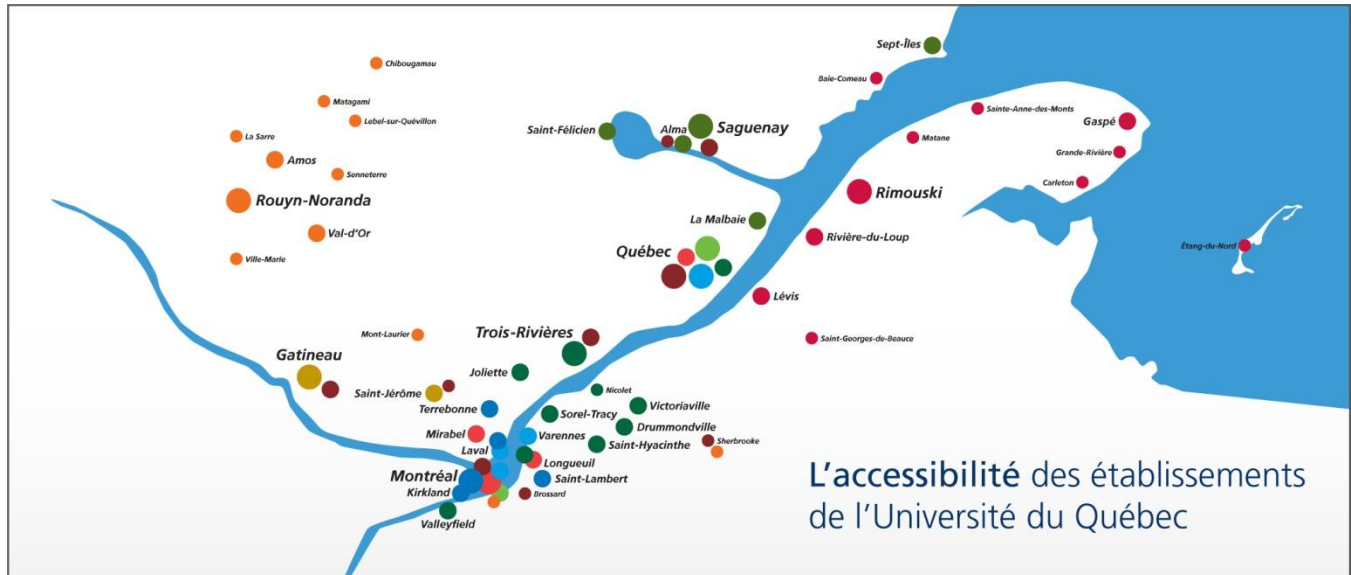 Sept-Îles
Chibougamau
Baie-Comeau
Matagami
Sainte-Anne-des-Monts
Lebel-sur-Quévillon
Gaspé
Saint-Félicien
Alma
Saguenay
La Sarre
Matane
Grande-Rivière
Amos
Senneterre
Carleton
Rimouski
Rouyn-Noranda
La Malbaie
Val-d'Or
Rivière-du-Loup
Étang-du-Nord
Québec
Ville-Marie
Lévis
Mont-Laurier
Trois-Rivières
Saint-Georges-de-Beauce
Gatineau
Joliette
Nicolet
Saint-Jérôme
Victoriaville
Terrebonne
Sorel-Tracy
Drummondville
Mirabel
Varennes
Saint-Hyacinthe
Sherbrooke
Laval
Longueuil
Montréal
Saint-Lambert
Kirkland
Brossard
Valleyfield
L'accessibilité des établissements
de l'Université du Québec